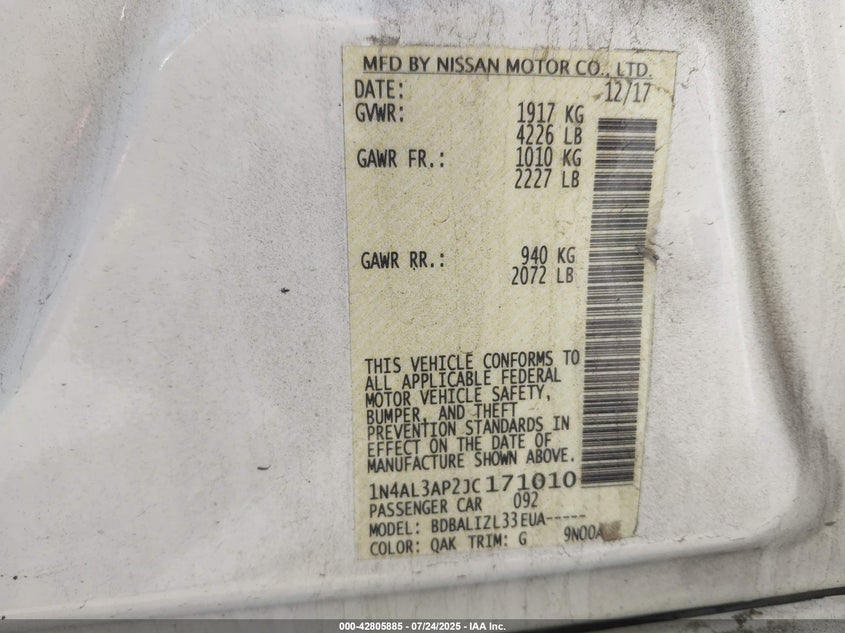 MFD BY NISSAN MOTOR CO., LTD.
DATE: 12/17
GVWR: 1917 KG
4226 LB
GAWR FR.: 1010 KG
2227 LB
GAWR RR.: 940 KG
2072 LB
THIS VEHICLE CONFORMS TO
ALL APPLICABLE FEDERAL
MOTOR VEHICLE SAFETY,
BUMPER, AND THEFT
PREVENTION STANDARDS IN
EFFECT ON THE DATE OF
MANUFACTURE SHOWN ABOVE.
1N4AL3AP2JC171010
PASSENGER CAR 092
MODEL: BDBALIZL33EUA-----
COLOR: QAK TRIM: G
000-42805885 - 07/24/2025 - IAA Inc.